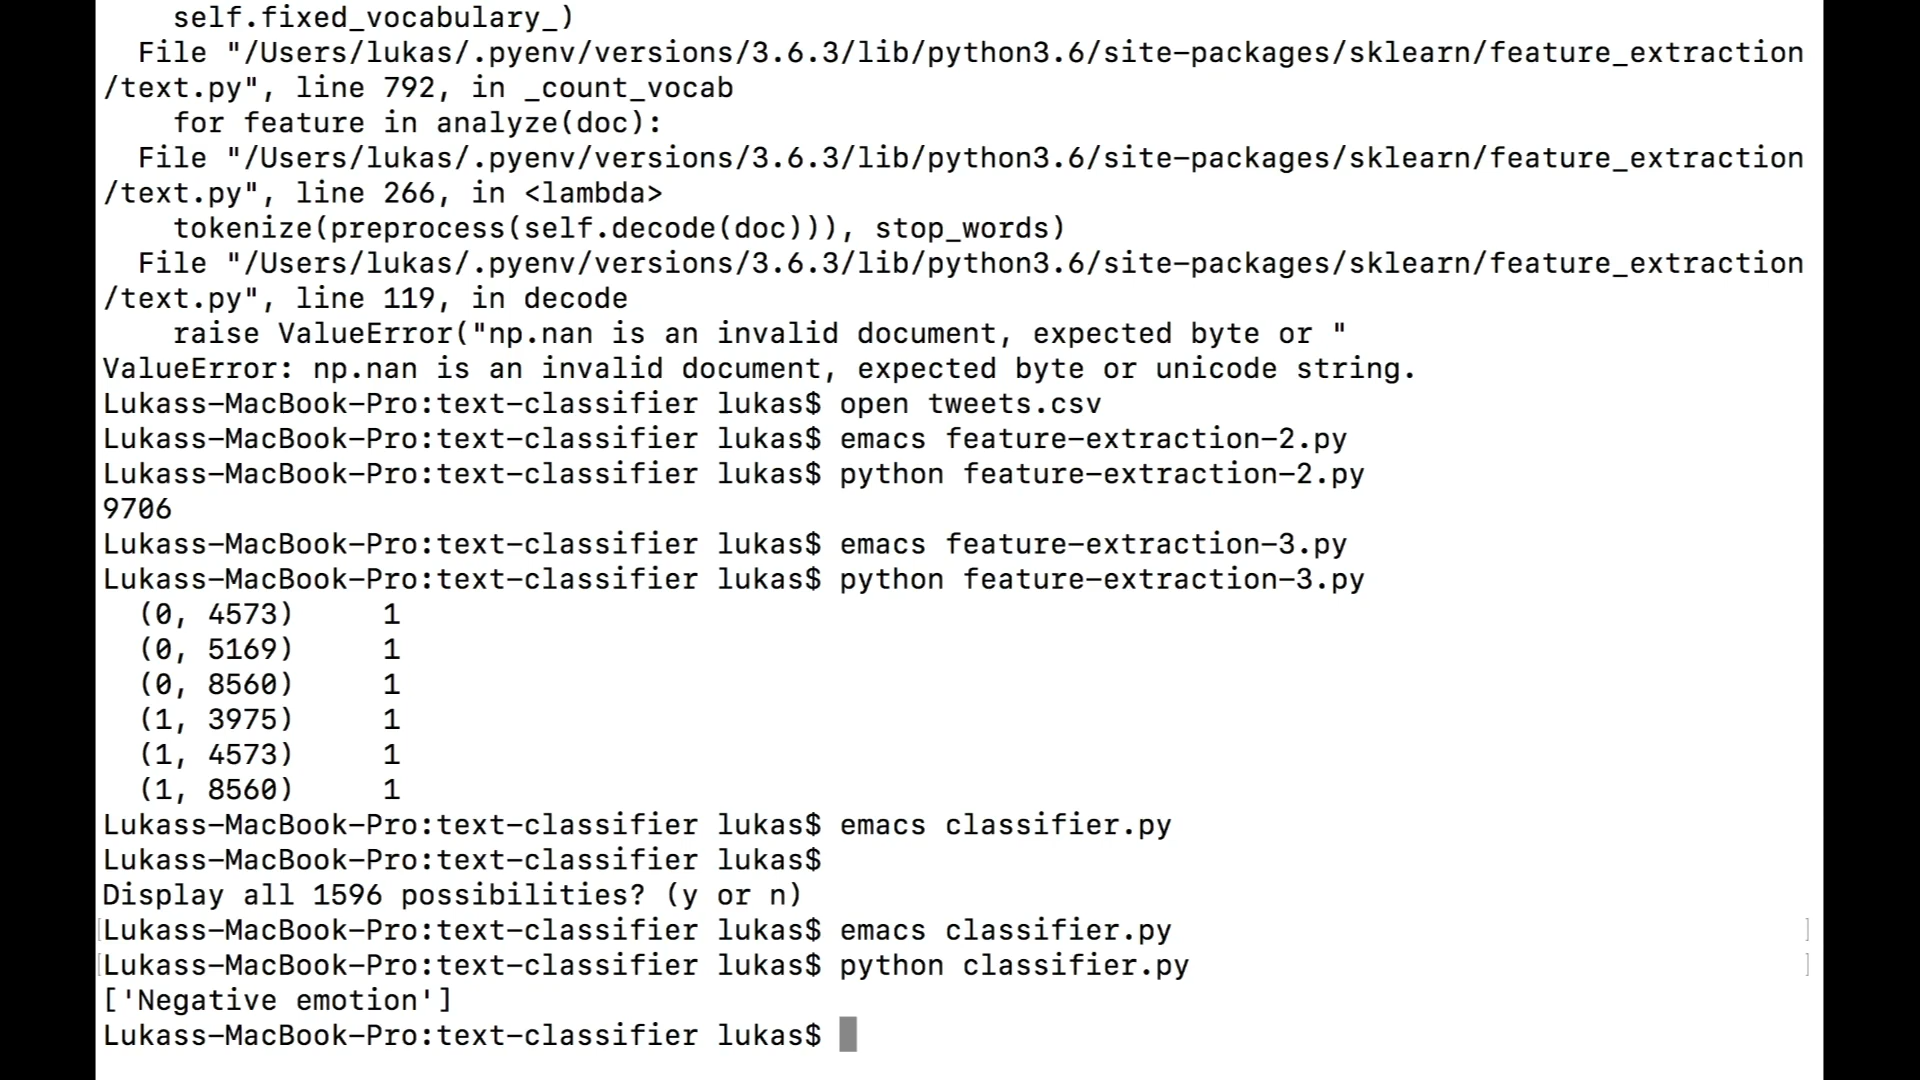 self.fixed_vocabulary_)
File "/Users/lukas/.pyenv/versions/3.6.3/lib/python3.6/site-packages/sklearn/feature_extraction
/text.py", line 792, in _count_vocab
for feature in analyze(doc):
File "/Users/lukas/.pyenv/versions/3.6.3/lib/python3.6/site-packages/sklearn/feature_extraction
/text.py", line 266, in <lambda>
tokenize(preprocess(self.decode(doc))), stop_words)
File "/Users/lukas/.pyenv/versions/3.6.3/lib/python3.6/site-packages/sklearn/feature_extraction
/text.py", line 119, in decode
raise ValueError("np.nan is an invalid document, expected byte or "
ValueError: np.nan is an invalid document, expected byte or unicode string.
Lukass-MacBook-Pro:text-classifier lukas$ open tweets.csv
Lukass-MacBook-Pro:text-classifier lukas$ emacs feature-extraction-2.py
Lukass-MacBook-Pro:text-classifier lukas$ python feature-extraction-2.py
9706
Lukass-MacBook-Pro:text-classifier lukas$ emacs feature-extraction-3.py
Lukass-MacBook-Pro:text-classifier lukas$ python feature-extraction-3.py
(0, 4573) 1
(0, 5169) 1
(0, 8560) 1
(1, 3975) 1
(1, 4573) 1
(1, 8560) 1
Lukass-MacBook-Pro:text-classifier lukas$ emacs classifier.py
Lukass-MacBook-Pro:text-classifier lukas$
Display all 1596 possibilities? (y or n)
[Lukass-MacBook-Pro:text-classifier lukas$ emacs classifier.py ]
[Lukass-MacBook-Pro:text-classifier lukas$ python classifier.py ]
['Negative emotion']
Lukass-MacBook-Pro:text-classifier lukas$